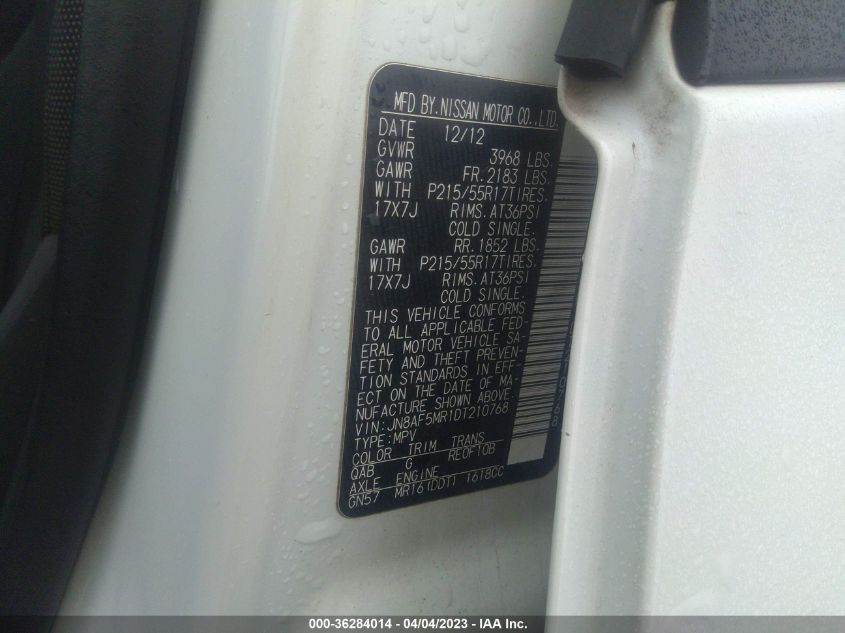 MFD BY. NISSAN MOTOR CO., LTD.
DATE 12/12
GVWR 3968 LBS.
GAWR FR. 2183 LBS.
WITH P215/55R17TIRES.
17X7J RIMS. AT36PSI
COLD SINGLE.
GAWR RR. 1852 LBS.
WITH P215/55R17TIRES.
17X7J RIMS. AT36PSI
COLD SINGLE.
THIS VEHICLE CONFORMS
TO ALL APPLICABLE FED-
ERAL MOTOR VEHICLE SA-
FETY AND THEFT PREVEN-
TION STANDARDS IN EFF-
ECT ON THE DATE OF MA-
NUFACTURE SHOWN ABOVE.
VIN:JN8AF5MR1DT210768
TYPE:MPV
COLOR TRIM TRANS
QAB G RE0F10B
AXLE ENGINE
GN57 MR16(DDT) 1618CC
000-36284014 - 04/04/2023 - IAA Inc.